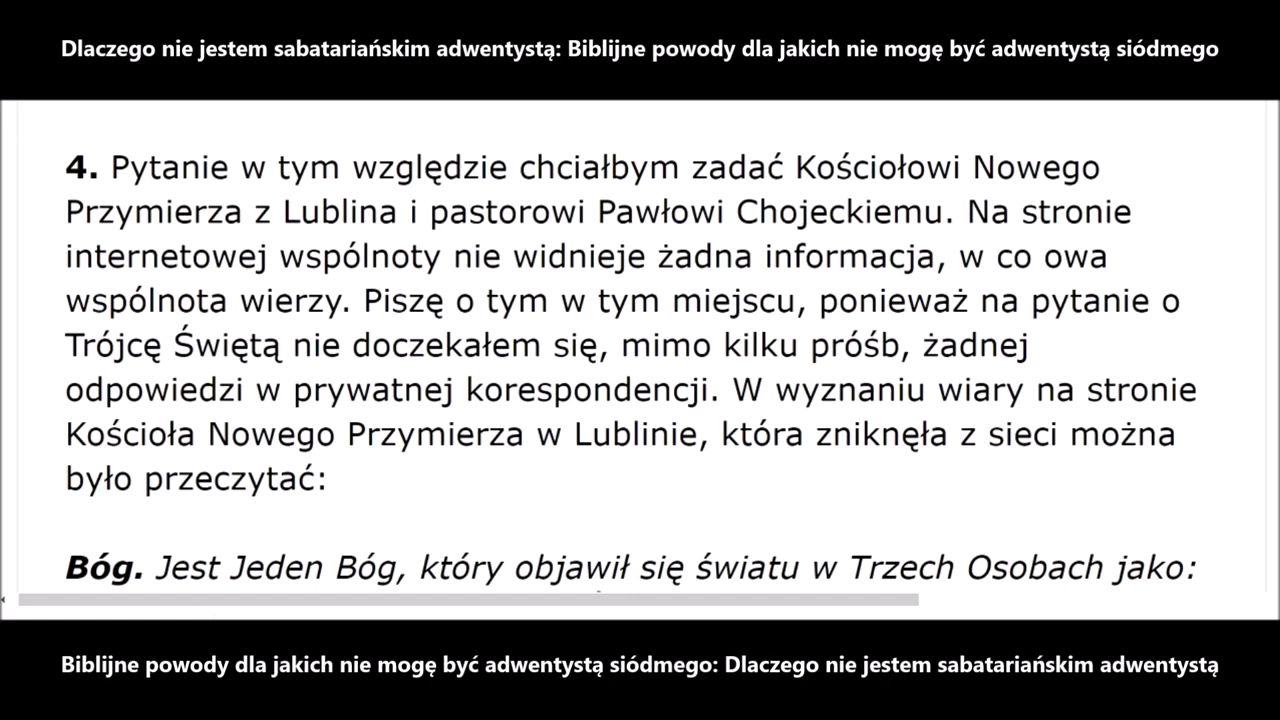 Dlaczego nie jestem sabatariańskim adwentystą: Biblijne powody dla jakich nie mogę być adwentystą siódmego
4. Pytanie w tym względzie chciałbym zadać Kościołowi Nowego
Przymierza z Lublina i pastorowi Pawłowi Chojeckiemu. Na stronie
internetowej wspólnoty nie widnieje żadna informacja, w co owa
wspólnota wierzy. Piszę o tym w tym miejscu, ponieważ na pytanie o
Trójcę Świętą nie doczekałem się, mimo kilku próśb, żadnej
odpowiedzi w prywatnej korespondencji. W wyznaniu wiary na stronie
Kościoła Nowego Przymierza w Lublinie, która zniknęła z sieci można
było przeczytać:
Bóg. Jest Jeden Bóg, który objawił się światu w Trzech Osobach jako:
Biblijne powody dla jakich nie mogę być adwentystą siódmego: Dlaczego nie jestem sabatariańskim adwentystą